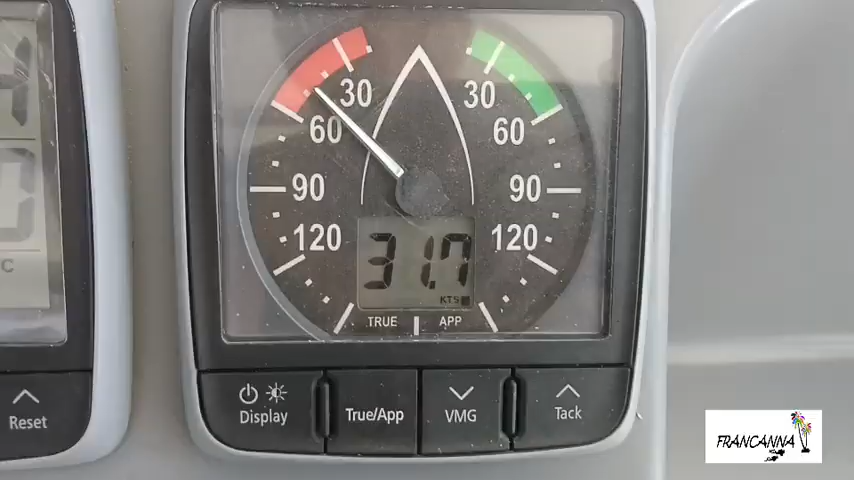 30
30
60
60
90
90
120
120
31.7
KTS
TRUE
APP
C
Reset
Display
True/App
VMG
Tack
FRANCANNA